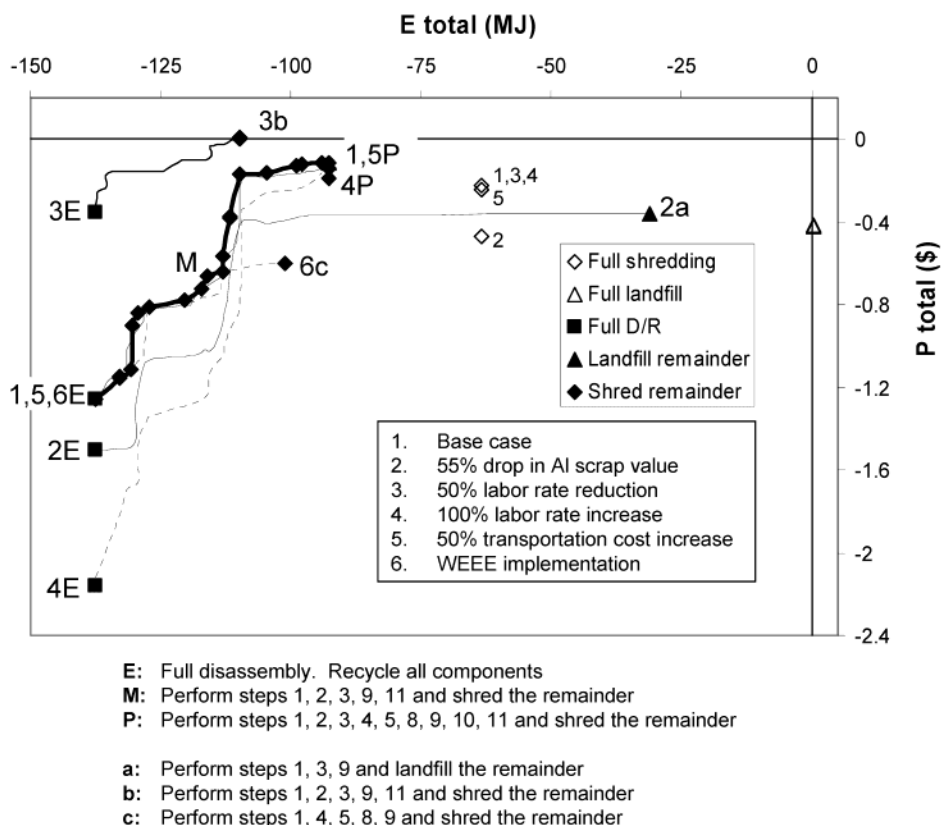 E total (MJ)
-150 -125 -100 -75 -50 -25 0
3b
0
1,5P
4P
1,3,4
5
3E
2a
-0.4
2
M
6c
Full shredding
Full landfill
Full D/R
Landfill remainder
Shred remainder
-0.8
P total ($)
1,5,6E
-1.2
2E
1. Base case
2. 55% drop in Al scrap value
3. 50% labor rate reduction
4. 100% labor rate increase
5. 50% transportation cost increase
6. WEEE implementation
-1.6
4E
-2
-2.4
E: Full disassembly. Recycle all components
M: Perform steps 1, 2, 3, 9, 11 and shred the remainder
P: Perform steps 1, 2, 3, 4, 5, 8, 9, 10, 11 and shred the remainder
a: Perform steps 1, 3, 9 and landfill the remainder
b: Perform steps 1, 2, 3, 9, 11 and shred the remainder
c: Perform steps 1, 4, 5, 8, 9 and shred the remainder